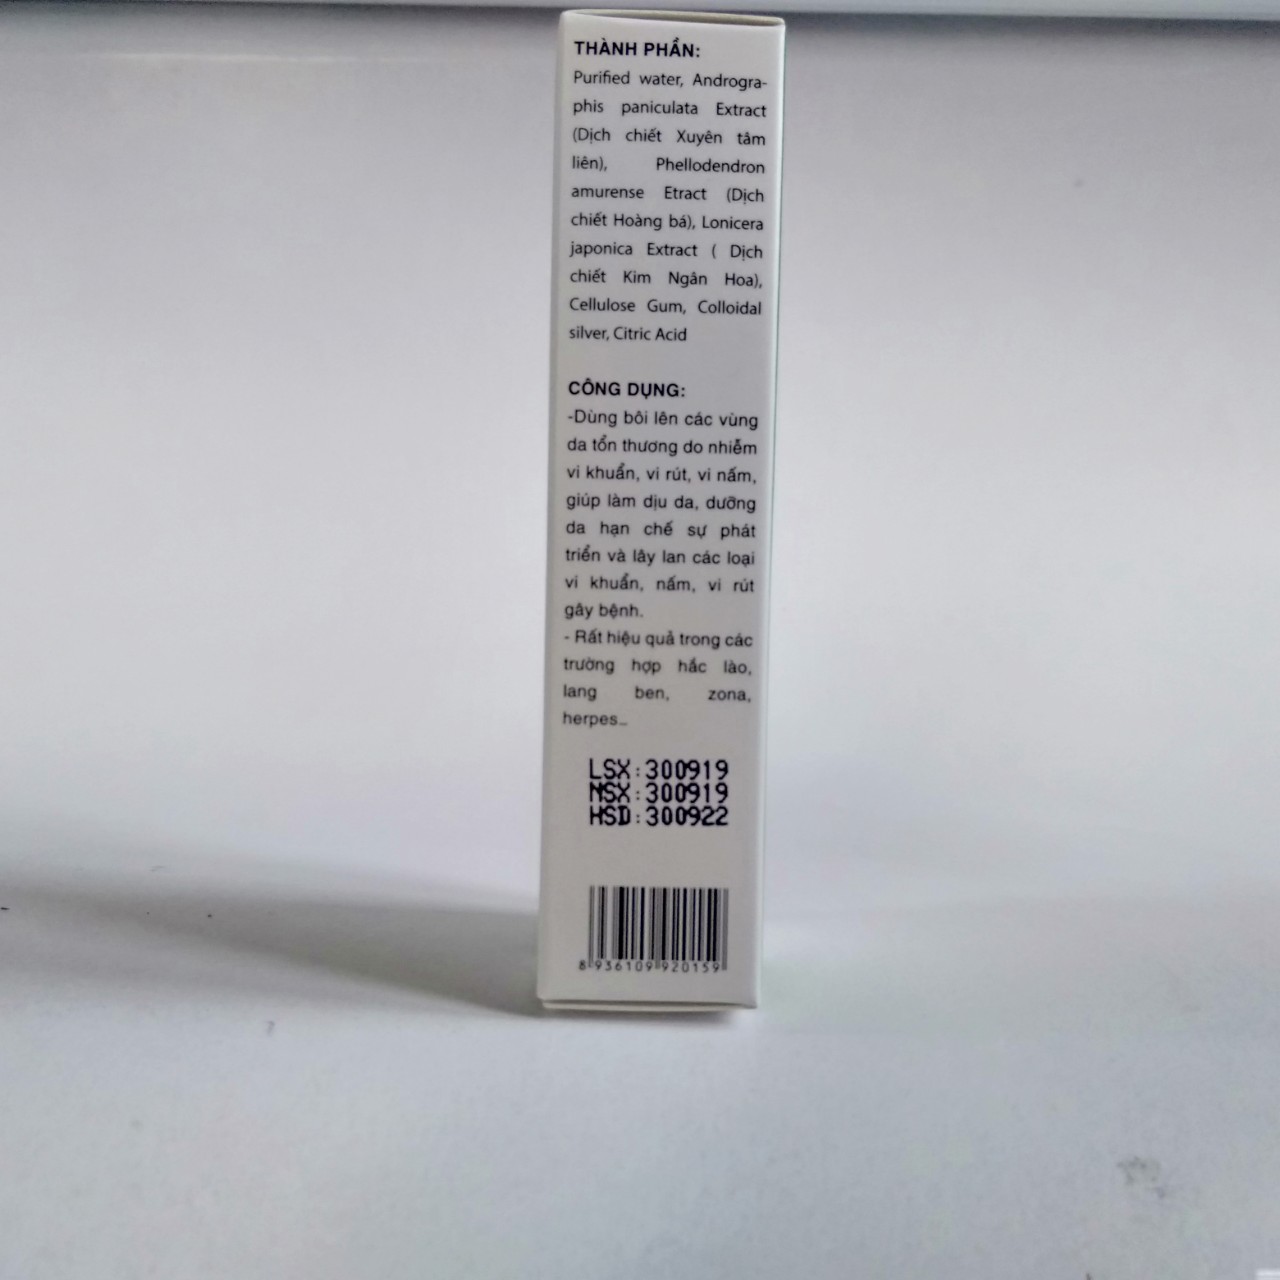 THÀNH PHẦN:
Purified water, Androgra-
phis paniculata Extract
(Dịch chiết Xuyên tâm
liên), Phellodendron
amurense Etract (Dịch
chiết Hoàng bá), Lonicera
japonica Extract ( Dịch
chiết Kim Ngân Hoa),
Cellulose Gum, Colloidal
silver, Citric Acid
CÔNG DỤNG:
-Dùng bôi lên các vùng
da tổn thương do nhiễm
vi khuẩn, vi rút, vi nấm,
giúp làm dịu da, dưỡng
da hạn chế sự phát
triển và lây lan các loại
vi khuẩn, nấm, vi rút
gây bệnh.
- Rất hiệu quả trong các
trường hợp hắc lào,
lang ben, zona,
herpes...
LSX: 300919
NSX: 300919
HSD: 300922
8 936109 920159